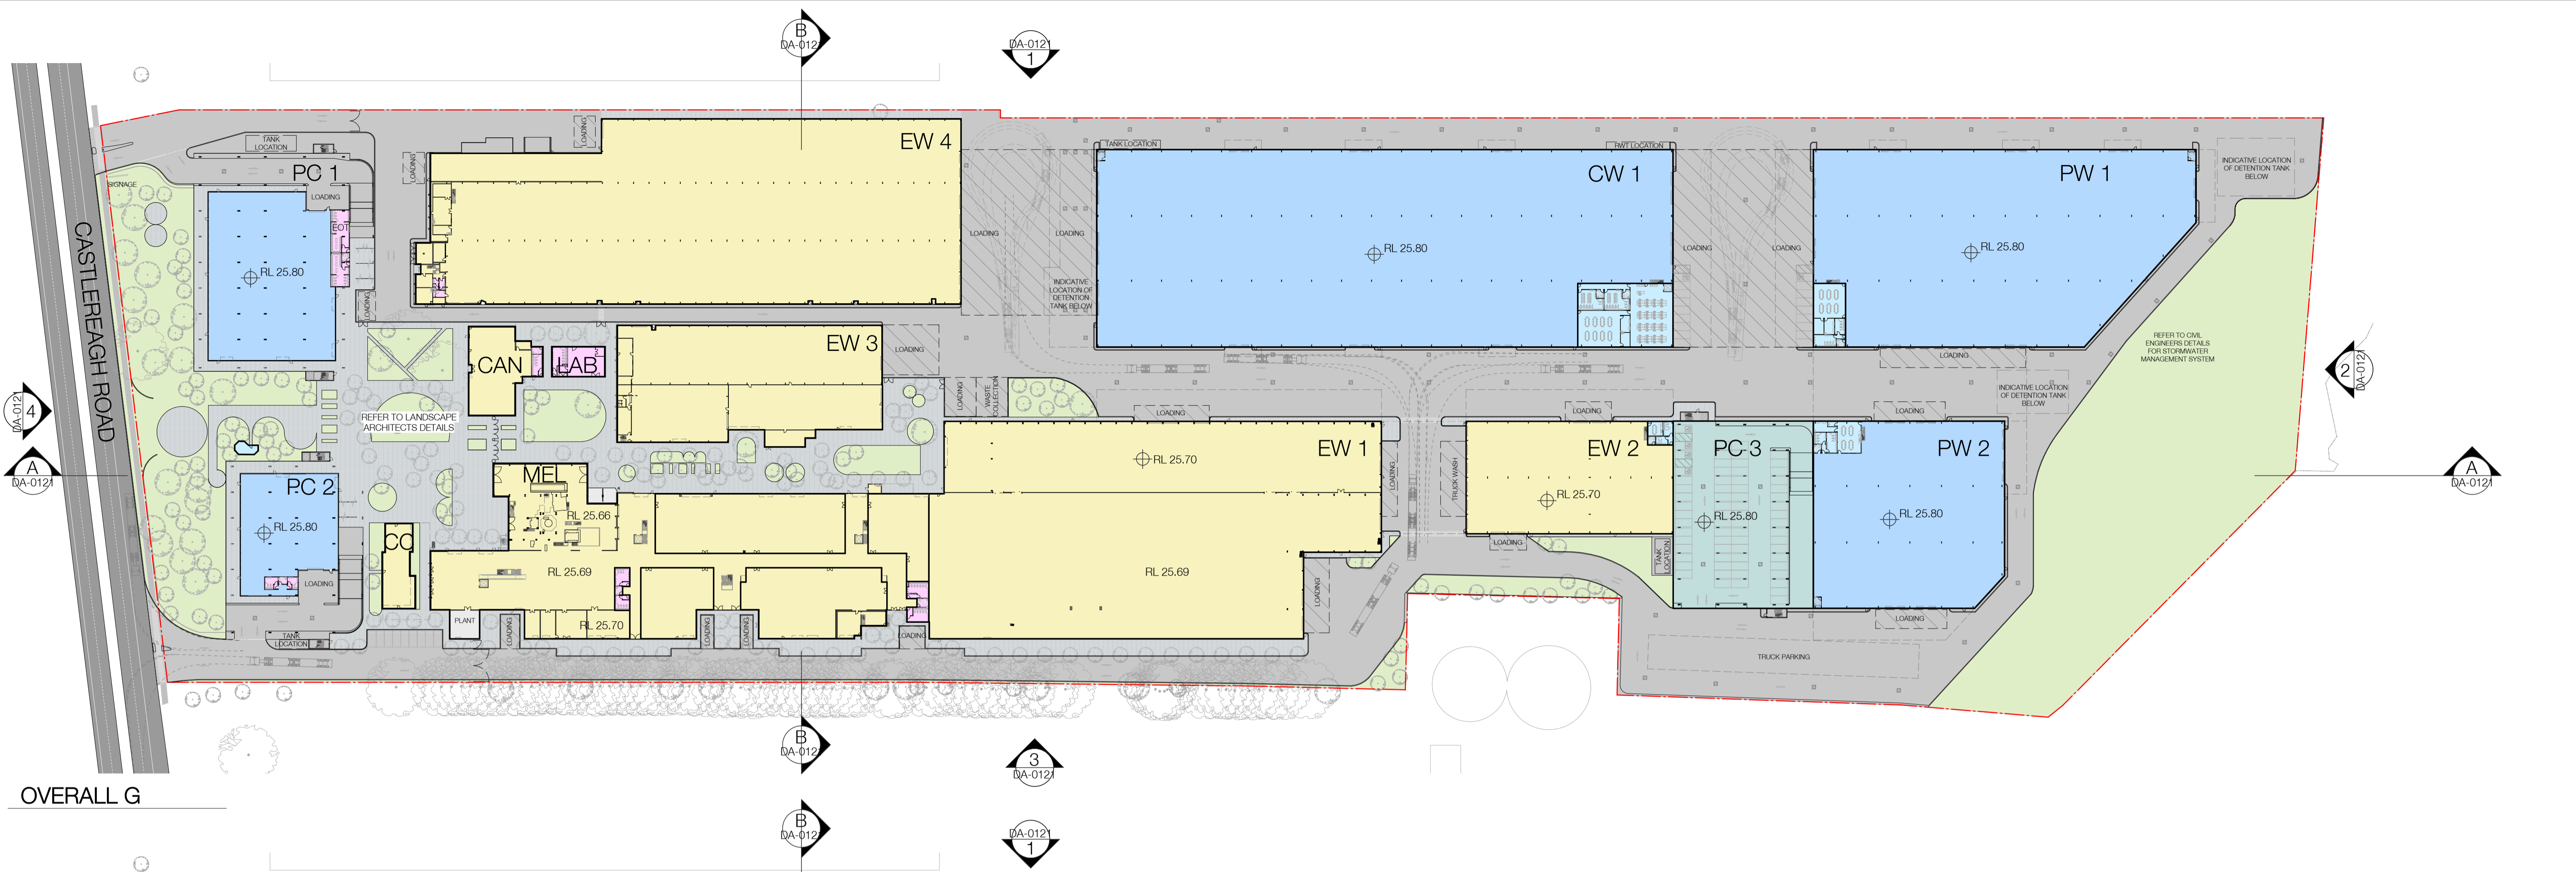 B
DA-0121
DA-0121
1
TANK
LOCATION
LOADING
LOADING
EW 4
PC 1
SIGNAGE
LOADING
EOT
RL 25.80
LOADING
CASTLEREAGH ROAD
TANK LOCATION
RWT LOCATION
CW 1
RL 25.80
LOADING
LOADING
INDICATIVE
LOCATION OF
DETENTION
TANK BELOW
LOADING
LOADING
PW 1
RL 25.80
INDICATIVE LOCATION
OF DETENTION TANK
BELOW
CAN
LAB
EW 3
LOADING
LOADING
WASTE
COLLECTION
LOADING
REFER TO CIVIL
ENGINEERS DETAILS
FOR STORMWATER
MANAGEMENT SYSTEM
2
DA-0121
INDICATIVE LOCATION
OF DETENTION TANK
BELOW
4
DA-0121
REFER TO LANDSCAPE
ARCHITECTS DETAILS
LOADING
LOADING
LOADING
EW 1
RL 25.70
LOADING
TRUCK WASH
EW 2
RL 25.70
PC 3
RL 25.80
PW 2
RL 25.80
A
DA-0121
A
DA-0121
PC 2
RL 25.80
LOADING
MEL
RL 25.66
CC
RL 25.69
RL 25.69
LOADING
LOADING
TANK
LOCATION
LOADING
PLANT
LOADING
RL 25.70
LOADING
LOADING
LOADING
TANK
LOCATION
TRUCK PARKING
B
DA-0121
3
DA-0121
OVERALL G
B
DA-0121
DA-0121
1